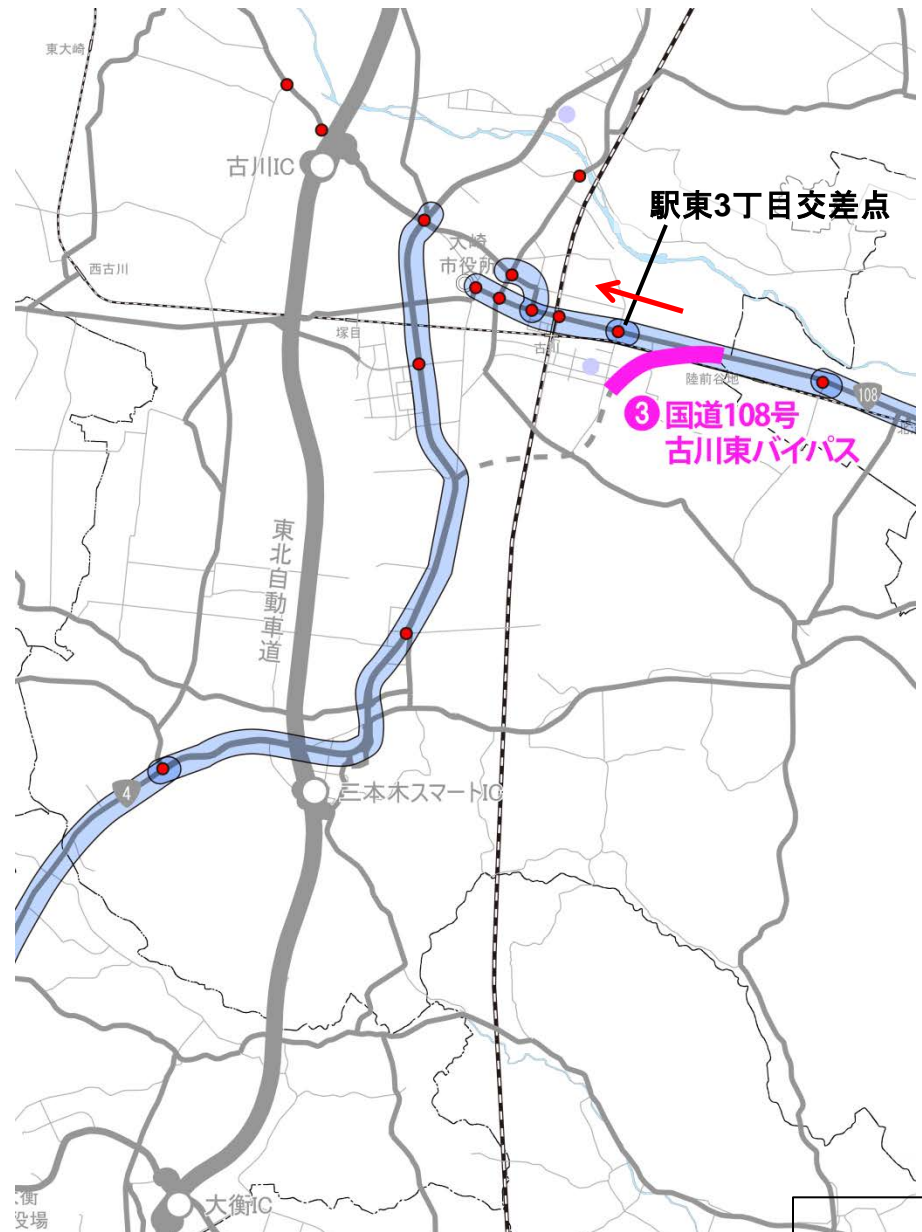 東大崎
古川IC
駅東3丁目交差点
大崎
市役所
西古川
塚目
古川
陸前谷地
108
北
❸ 国道108号
古川東バイパス
東北自動車道
4
三本木スマートIC
大衡IC
衡
役場